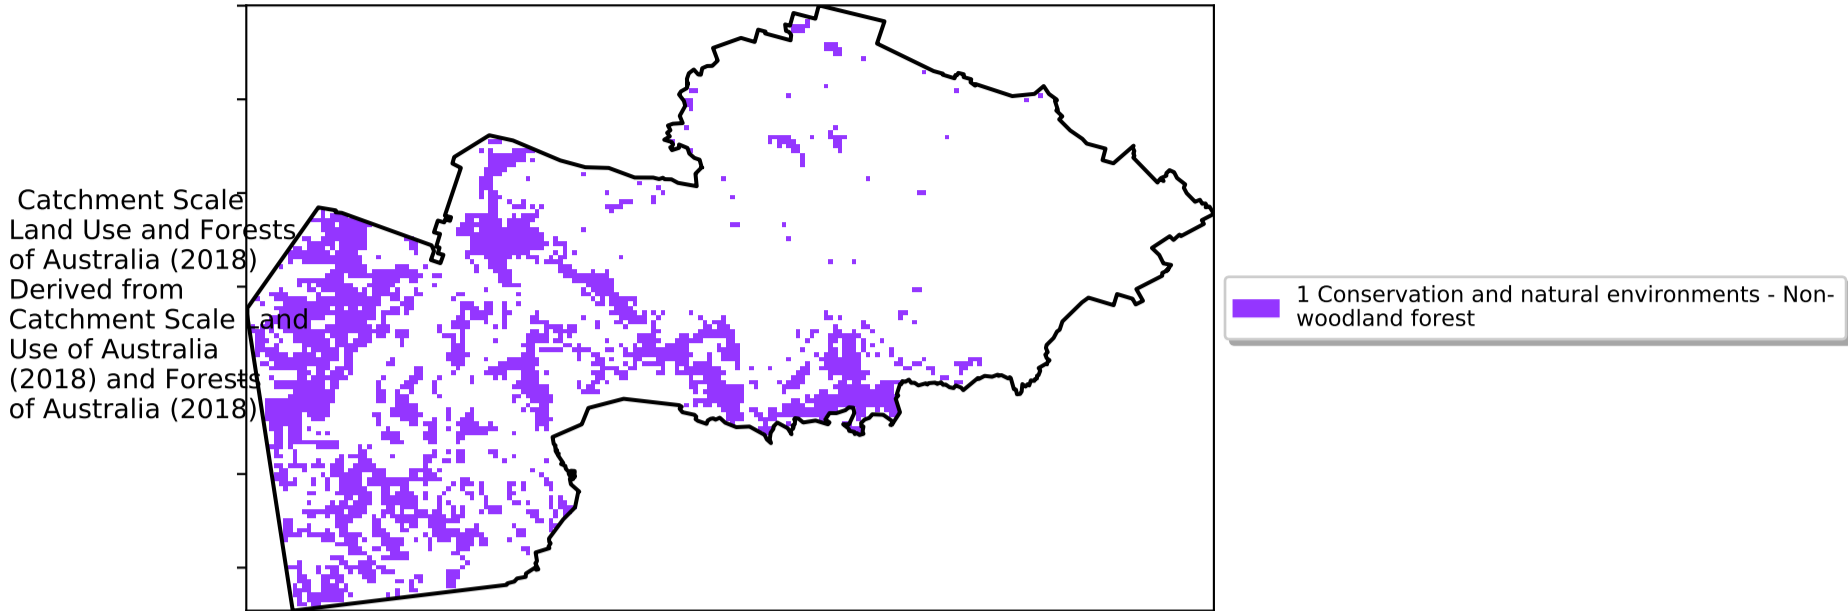 Catchment Scale
Land Use and Forests
of Australia (2018)
Derived from
Catchment Scale Land
Use of Australia
(2018) and Forests
of Australia (2018)
1 Conservation and natural environments - Non-
woodland forest